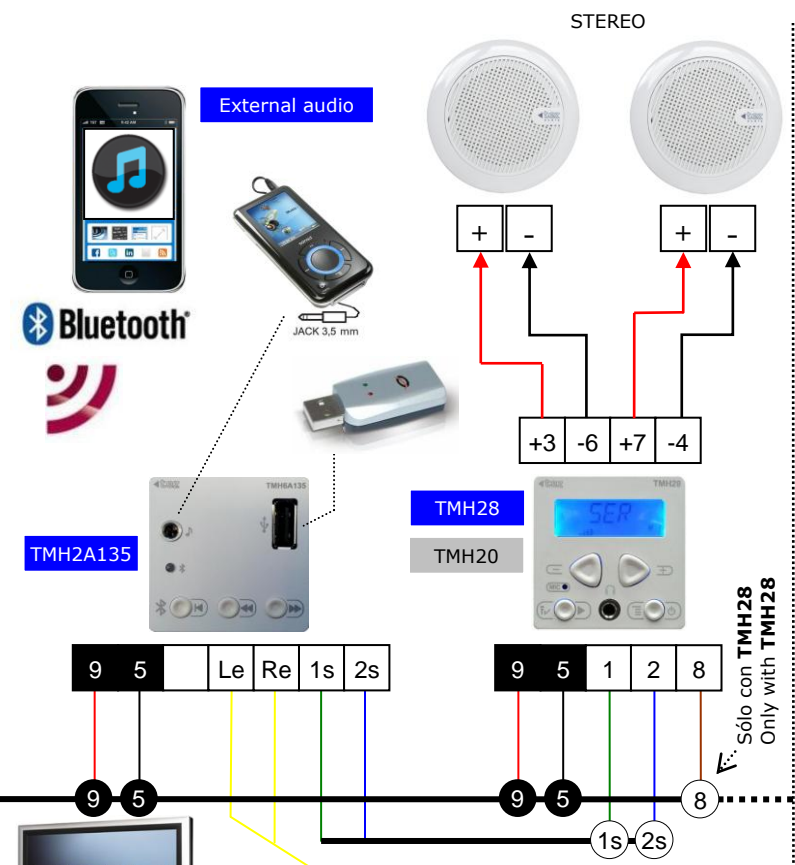 STEREO
External audio
Bluetooth
JACK 3,5 mm
+ - + -
+3 -6 +7 -4
TMH6A135
TMH28
SER
TMH28
TMH20
TMH2A135
MIC
9 5 Le Re 1s 2s
9 5 1 2 8
Sólo con TMH28
Only with TMH28
9 5 9 5 8
1s 2s